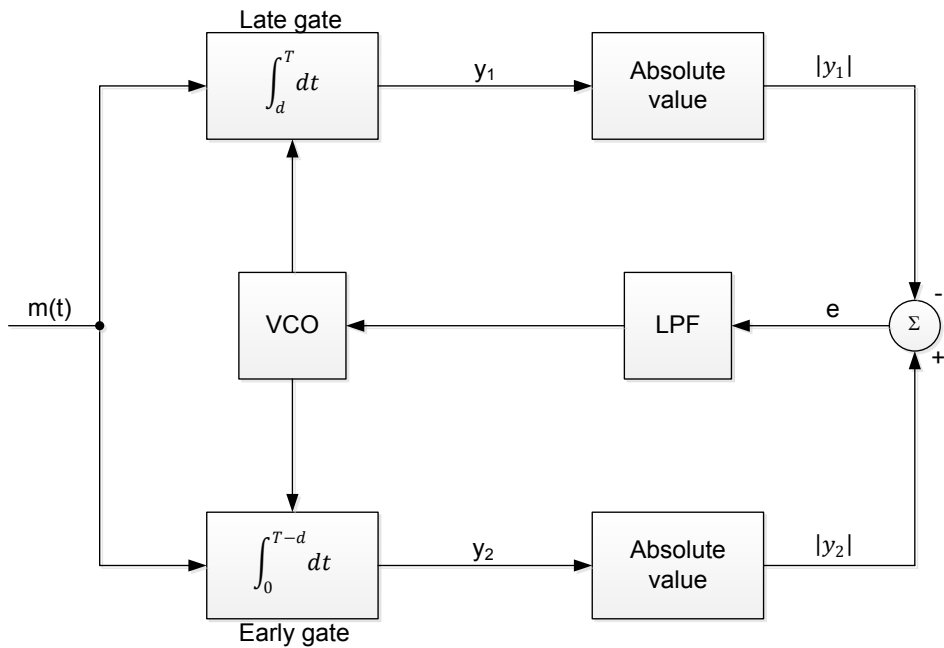 Late gate
∫_d^T dt
y₁
Absolute
value
|y₁|
m(t)
VCO
LPF
e
-
Σ
+
∫_0^{T−d} dt
y₂
Absolute
value
|y₂|
Early gate